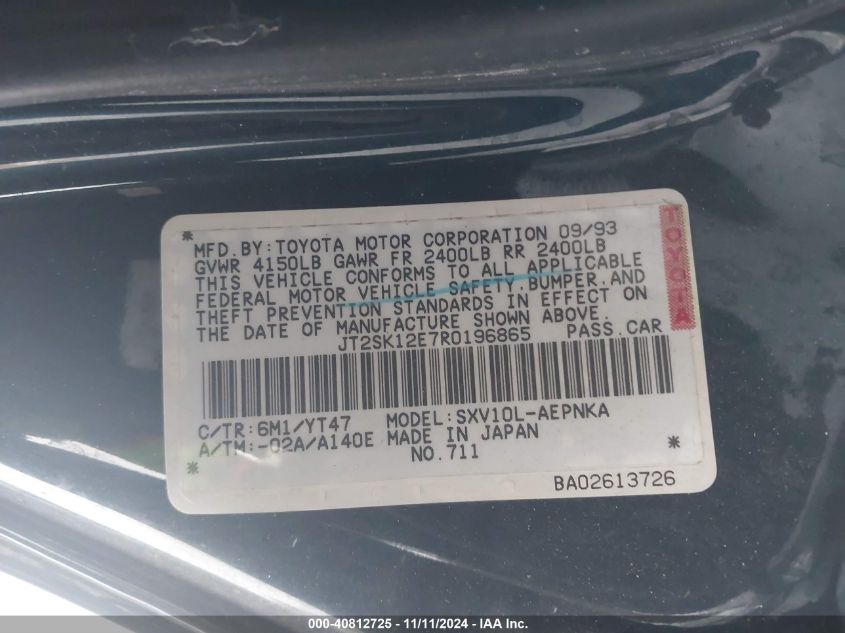 * MFD. BY: TOYOTA MOTOR CORPORATION 09/93
GVWR 4150LB GAWR FR 2400LB RR 2400LB
THIS VEHICLE CONFORMS TO ALL APPLICABLE
FEDERAL MOTOR VEHICLE SAFETY BUMPER,AND
THEFT PREVENTION STANDARDS IN EFFECT ON
THE DATE OF MANUFACTURE SHOWN ABOVE.
JT2SK12E7R0196865 PASS.CAR
TOYOTA
C/TR:6M1/YT47 MODEL:SXV10L-AEPNKA
A/TM:-02A/A140E MADE IN JAPAN
* NO.711 *
BA02613726
000-40812725 - 11/11/2024 - IAA Inc.